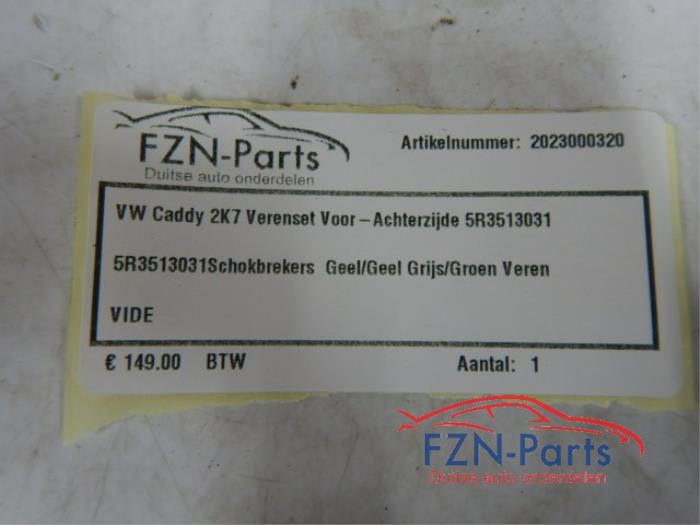 FZN-Parts
Duitse auto onderdelen
Artikelnummer: 2023000320
VW Caddy 2K7 Verenset Voor – Achterzijde 5R3513031
5R3513031Schokbrekers Geel/Geel Grijs/Groen Veren
VIDE
€ 149.00 BTW Aantal: 1
FZN-Parts
Duitse auto onderdelen